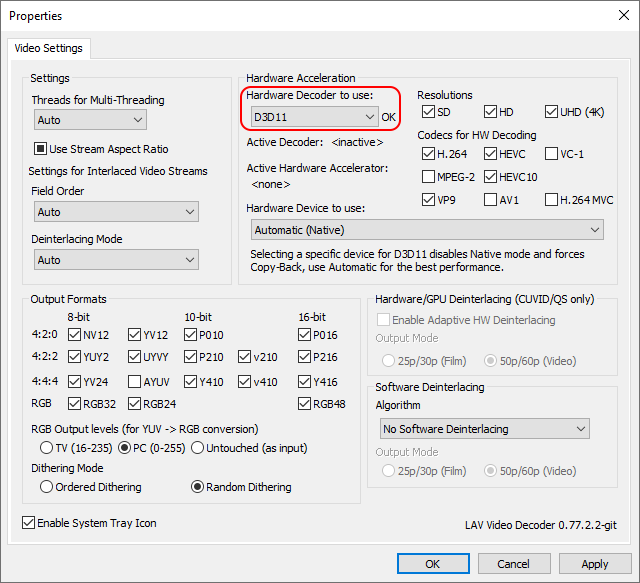 Properties
Video Settings
Settings
Threads for Multi-Threading
Auto
Use Stream Aspect Ratio
Settings for Interlaced Video Streams
Field Order
Auto
Deinterlacing Mode
Auto
Hardware Acceleration
Hardware Decoder to use:
D3D11 OK
Active Decoder: <inactive>
Active Hardware Accelerator:
<none>
Hardware Device to use:
Automatic (Native)
Selecting a specific device for D3D11 disables Native mode and forces
Copy-Back, use Automatic for the best performance.
Resolutions
SD HD UHD (4K)
Codecs for HW Decoding
H.264 HEVC VC-1
MPEG-2 HEVC10
VP9 AV1 H.264 MVC
Output Formats
8-bit 10-bit 16-bit
4:2:0 NV12 YV12 P010 P016
4:2:2 YUY2 UYVY P210 v210 P216
4:4:4 YV24 AYUV Y410 v410 Y416
RGB RGB32 RGB24 RGB48
RGB Output levels (for YUV -> RGB conversion)
TV (16-235) PC (0-255) Untouched (as input)
Dithering Mode
Ordered Dithering Random Dithering
Hardware/GPU Deinterlacing (CUVID/QS only)
Enable Adaptive HW Deinterlacing
Output Mode
25p/30p (Film) 50p/60p (Video)
Software Deinterlacing
Algorithm
No Software Deinterlacing
Output Mode
25p/30p (Film) 50p/60p (Video)
Enable System Tray Icon
LAV Video Decoder 0.77.2.2-git
OK Cancel Apply